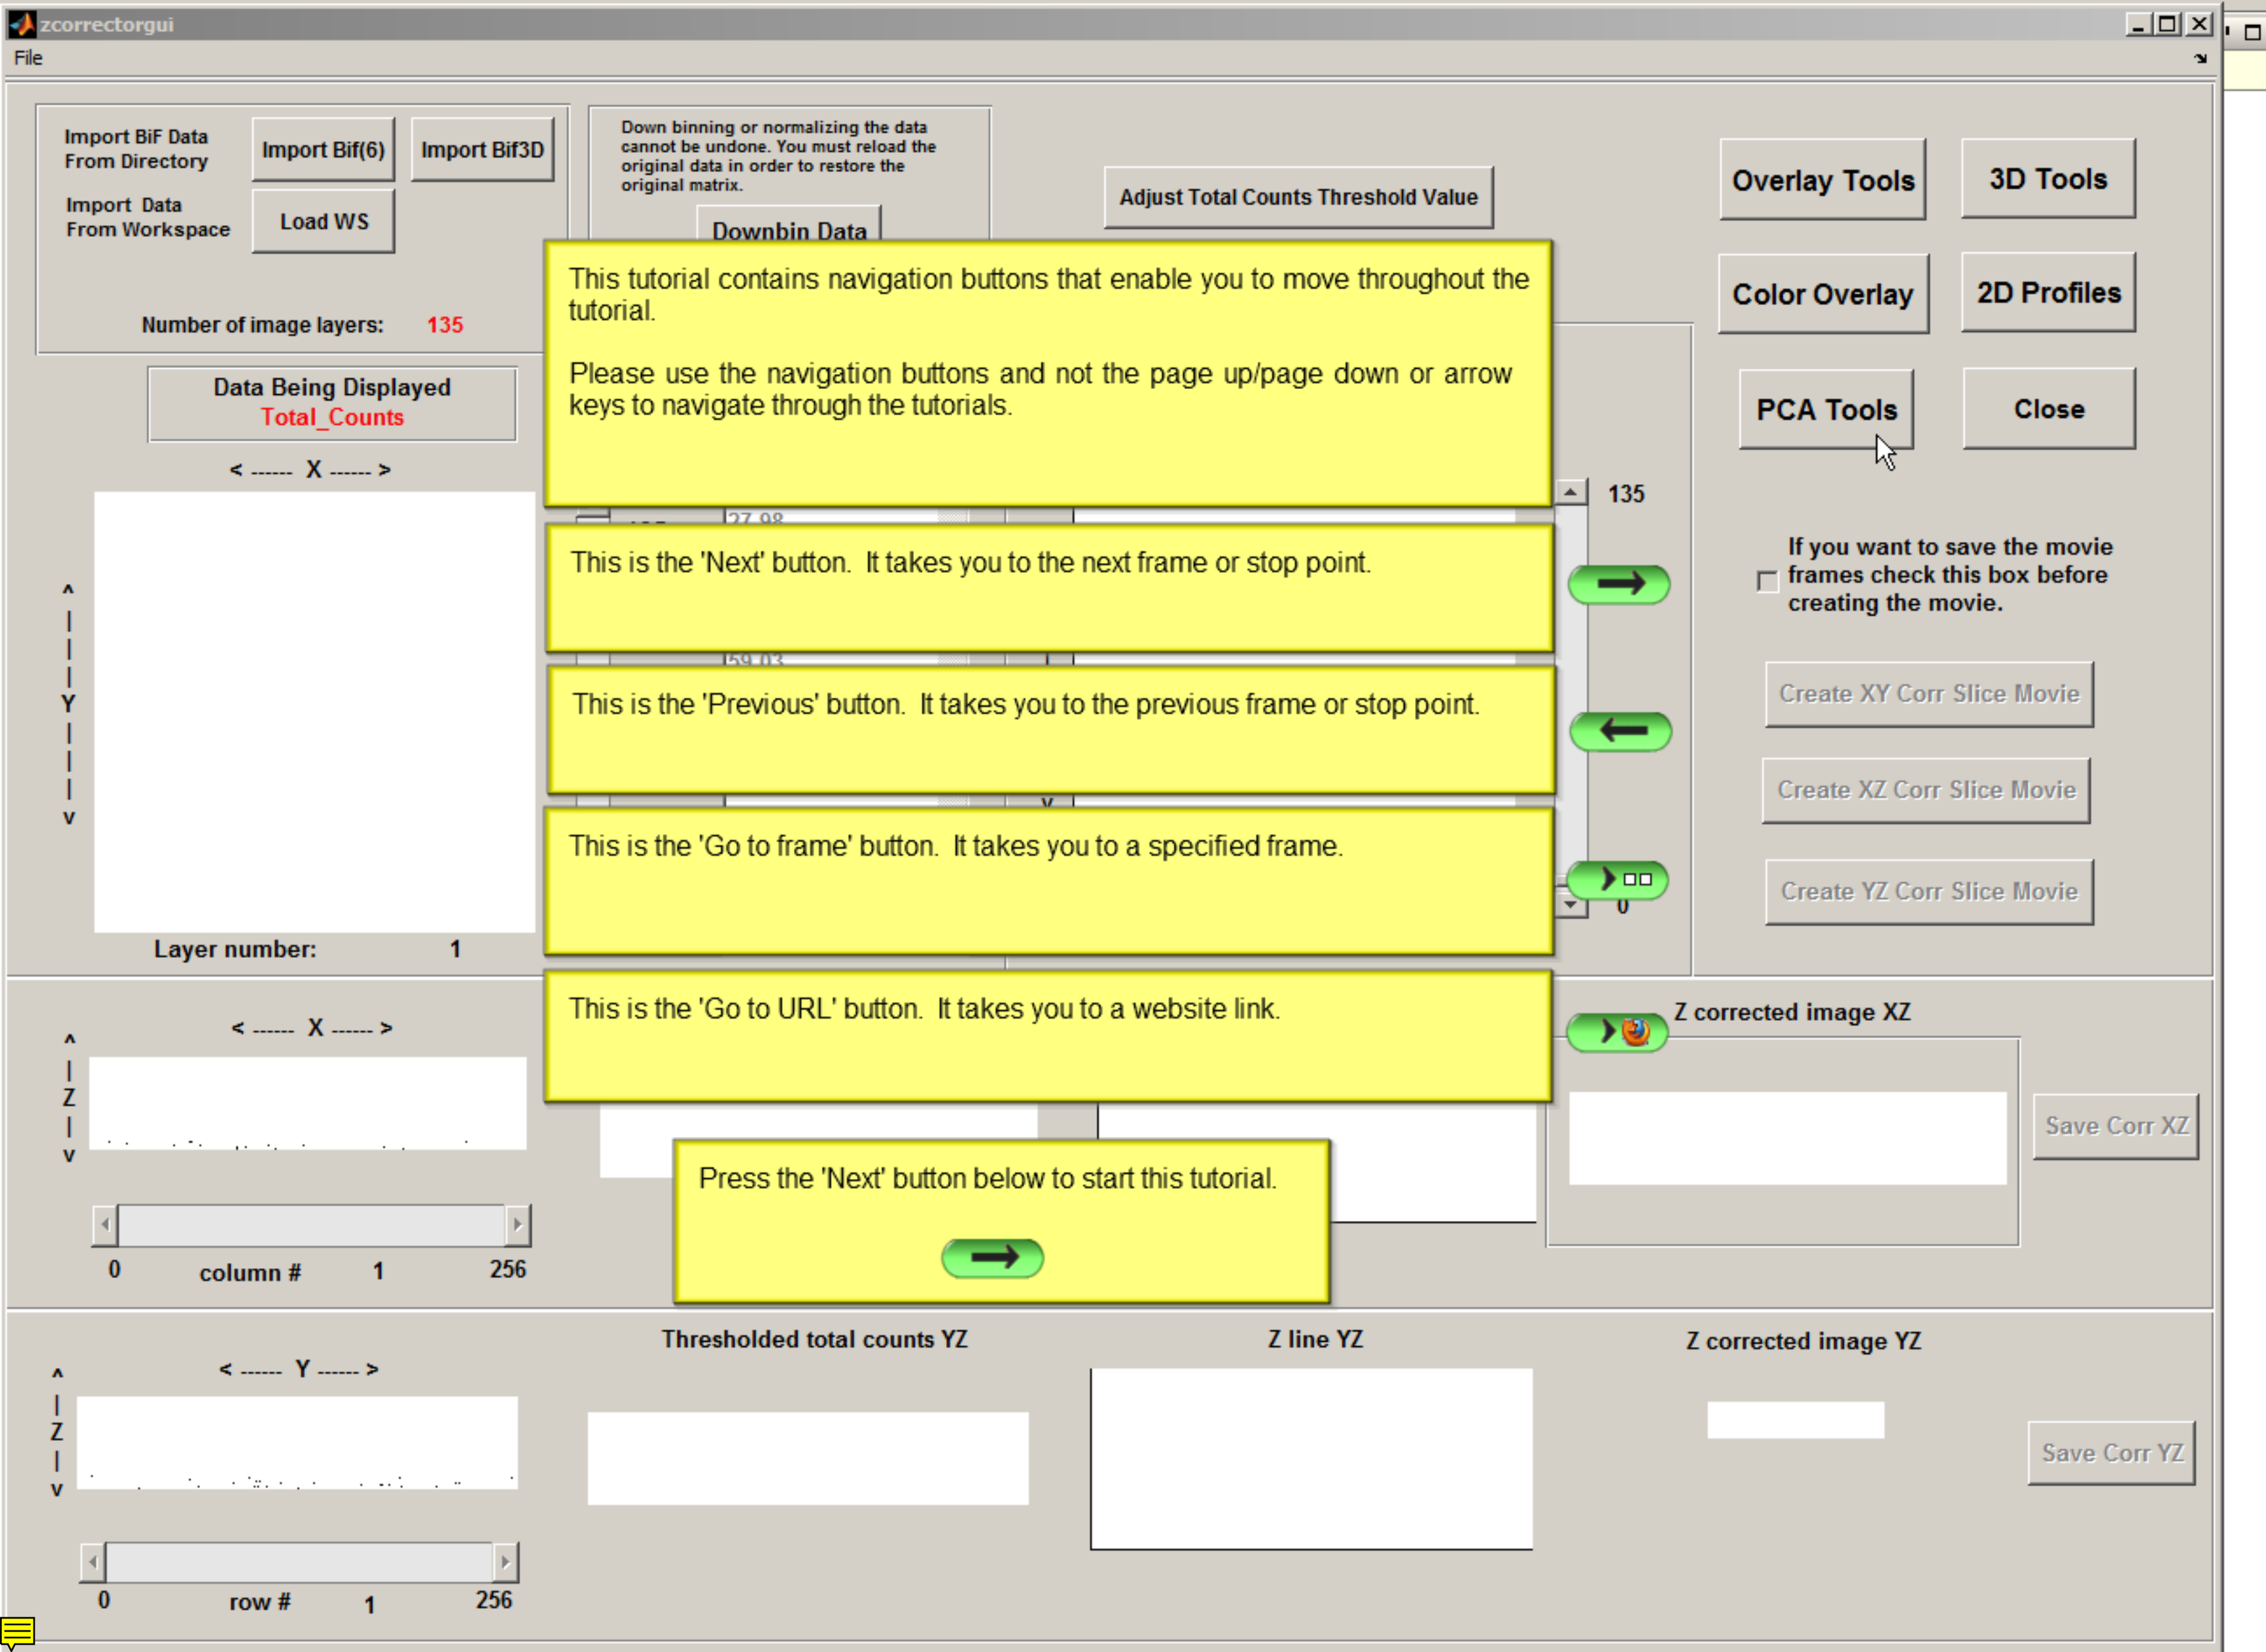 zcorrectorgui
File
Import BiF Data
From Directory
Import Bif(6)
Import Bif3D
Import Data
From Workspace
Load WS
Number of image layers: 135
Down binning or normalizing the data
cannot be undone. You must reload the
original data in order to restore the
original matrix.
Downbin Data
Adjust Total Counts Threshold Value
Overlay Tools
3D Tools
Color Overlay
2D Profiles
PCA Tools
Close
Data Being Displayed
Total_Counts
< ------ X ------ >
^
|
|
|
Y
|
|
|
v
Layer number: 1
This tutorial contains navigation buttons that enable you to move throughout the
tutorial.
Please use the navigation buttons and not the page up/page down or arrow
keys to navigate through the tutorials.
27.98
This is the 'Next' button. It takes you to the next frame or stop point.
59.03
This is the 'Previous' button. It takes you to the previous frame or stop point.
v
This is the 'Go to frame' button. It takes you to a specified frame.
This is the 'Go to URL' button. It takes you to a website link.
Press the 'Next' button below to start this tutorial.
135
0
If you want to save the movie
frames check this box before
creating the movie.
Create XY Corr Slice Movie
Create XZ Corr Slice Movie
Create YZ Corr Slice Movie
< ------ X ------ >
^
|
Z
|
v
0 column # 1 256
Z corrected image XZ
Save Corr XZ
< ------ Y ------ >
^
|
Z
|
v
0 row # 1 256
Thresholded total counts YZ
Z line YZ
Z corrected image YZ
Save Corr YZ